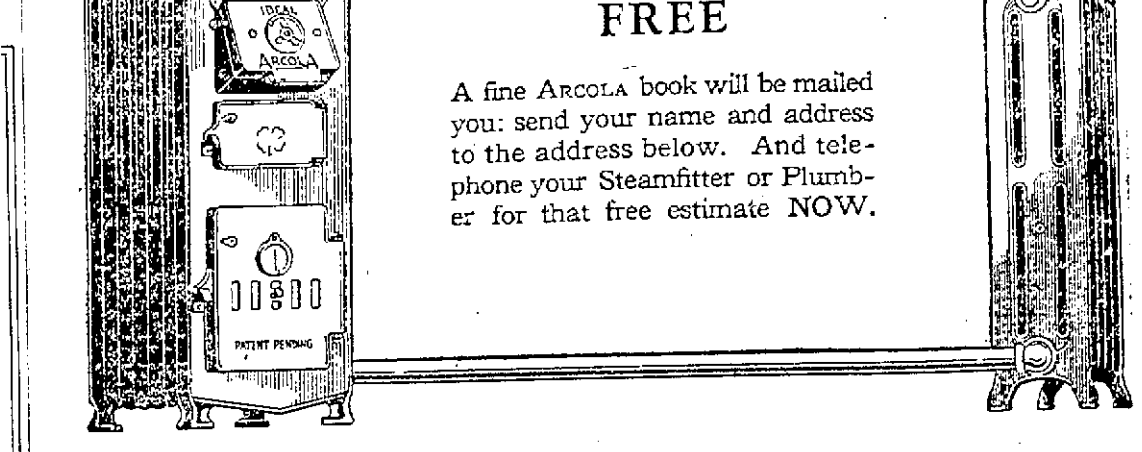 FREE
IDEAL
ARCOLA
A fine ARCOLA book will be mailed
you: send your name and address
to the address below. And tele-
phone your Steamfitter or Plumb-
er for that free estimate NOW.
PATENT PENDING